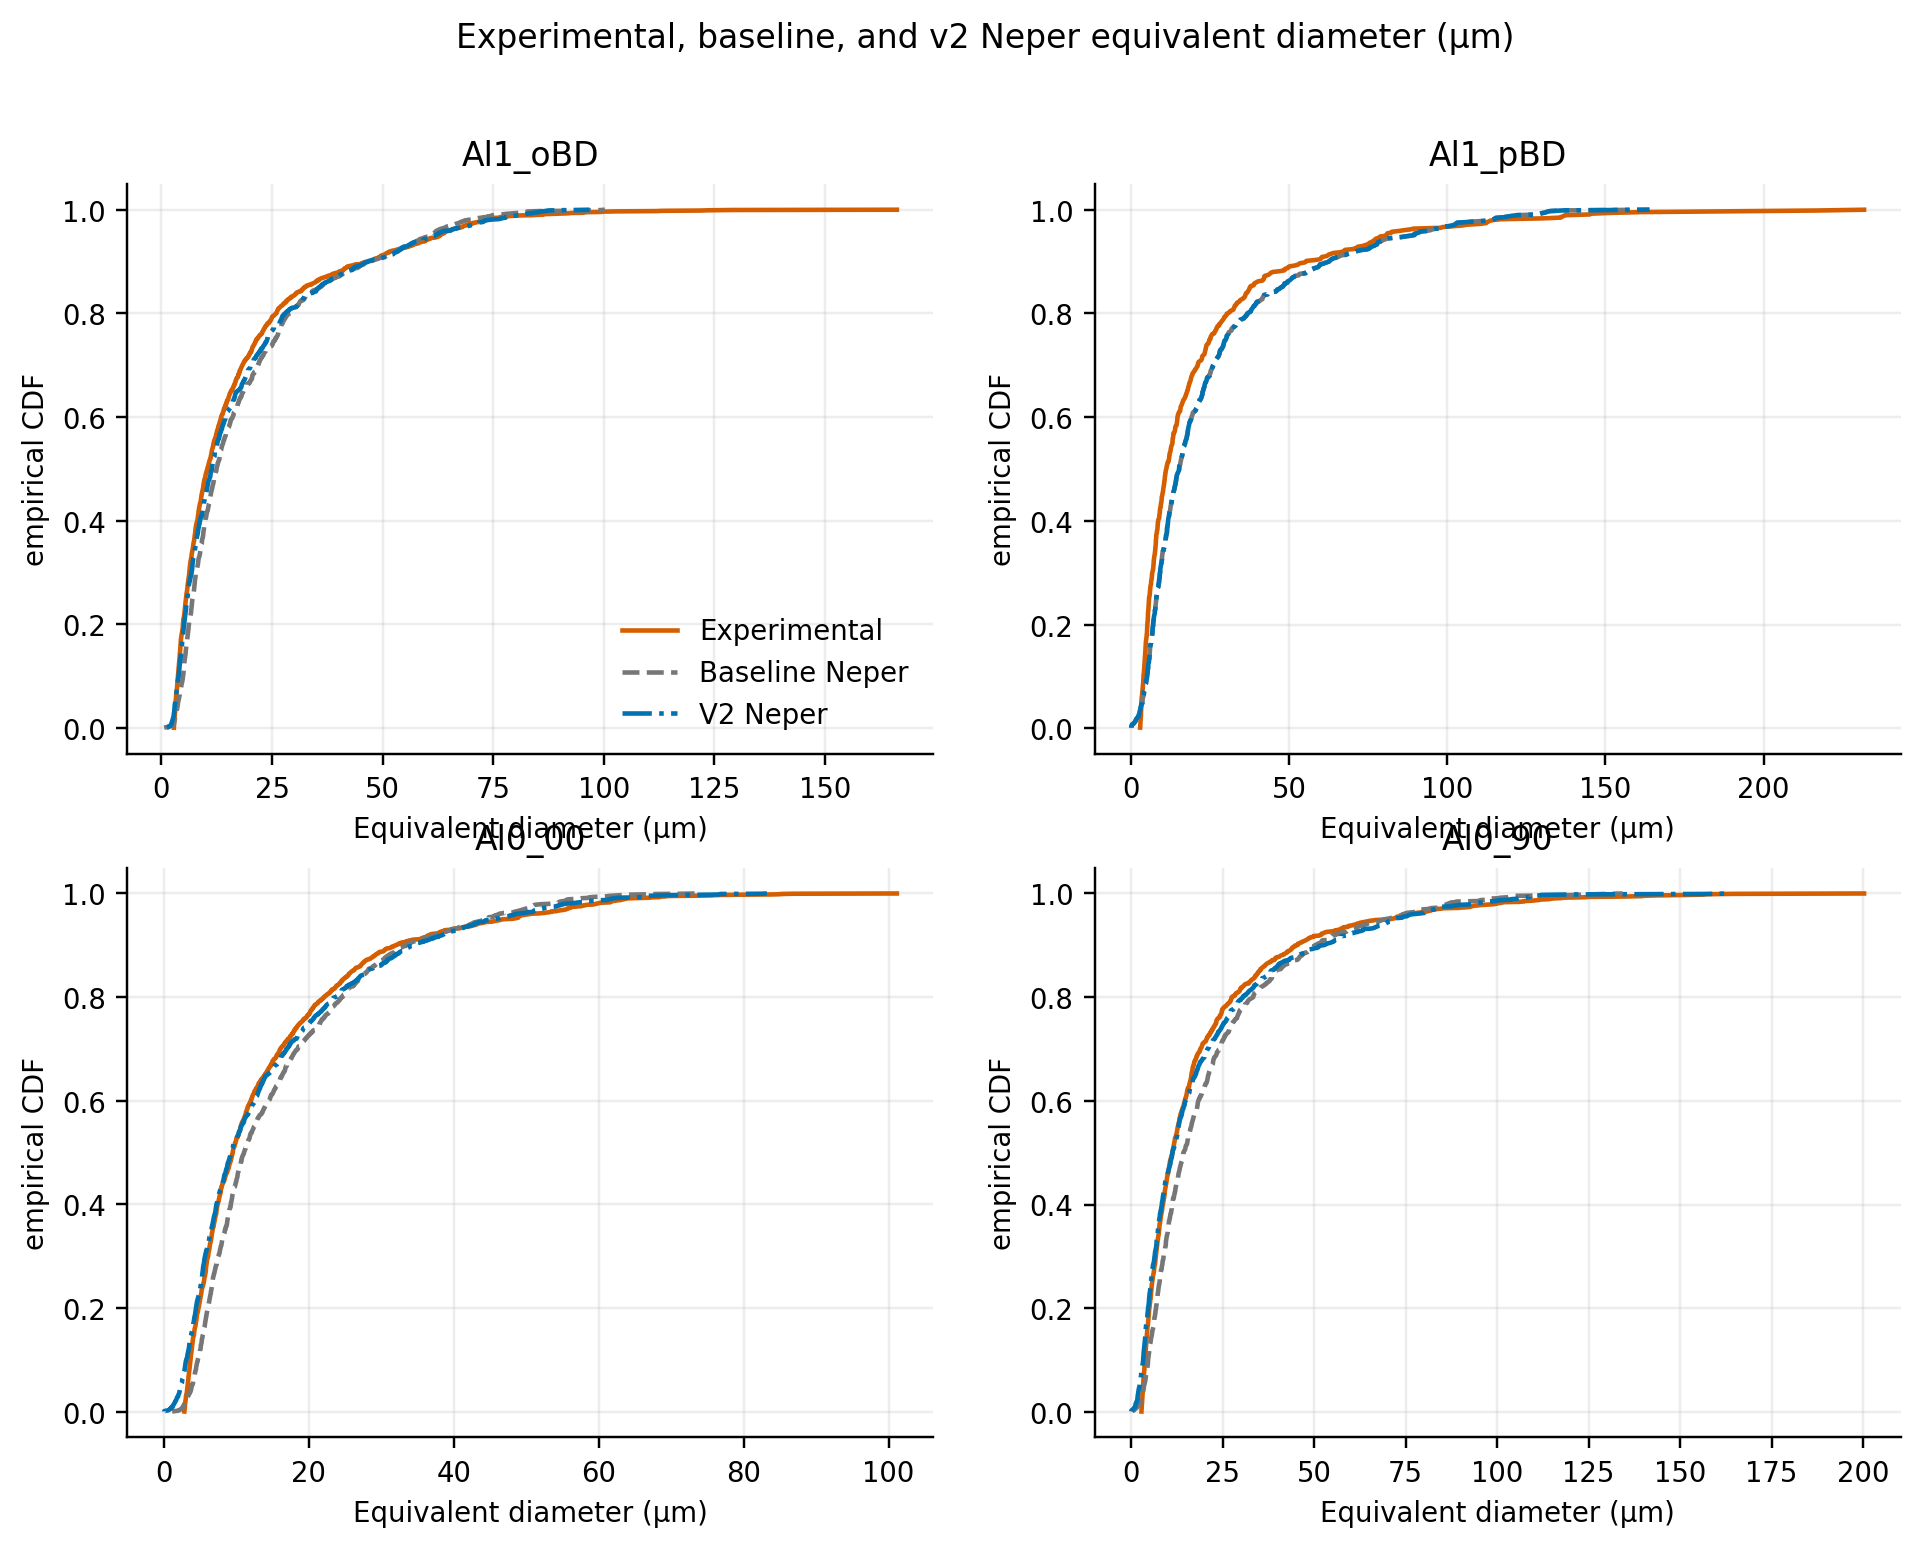 Experimental, baseline, and v2 Neper equivalent diameter (µm)
Al1_oBD
Al1_pBD
empirical CDF
1.0
0.8
0.6
0.4
0.2
0.0
Experimental
Baseline Neper
V2 Neper
0 25 50 75 100 125 150
Equivalent diameter (µm)
empirical CDF
1.0
0.8
0.6
0.4
0.2
0.0
0 50 100 150 200
Equivalent diameter (µm)
Al0_00
Al0_90
empirical CDF
1.0
0.8
0.6
0.4
0.2
0.0
0 20 40 60 80 100
Equivalent diameter (µm)
empirical CDF
1.0
0.8
0.6
0.4
0.2
0.0
0 25 50 75 100 125 150 175 200
Equivalent diameter (µm)